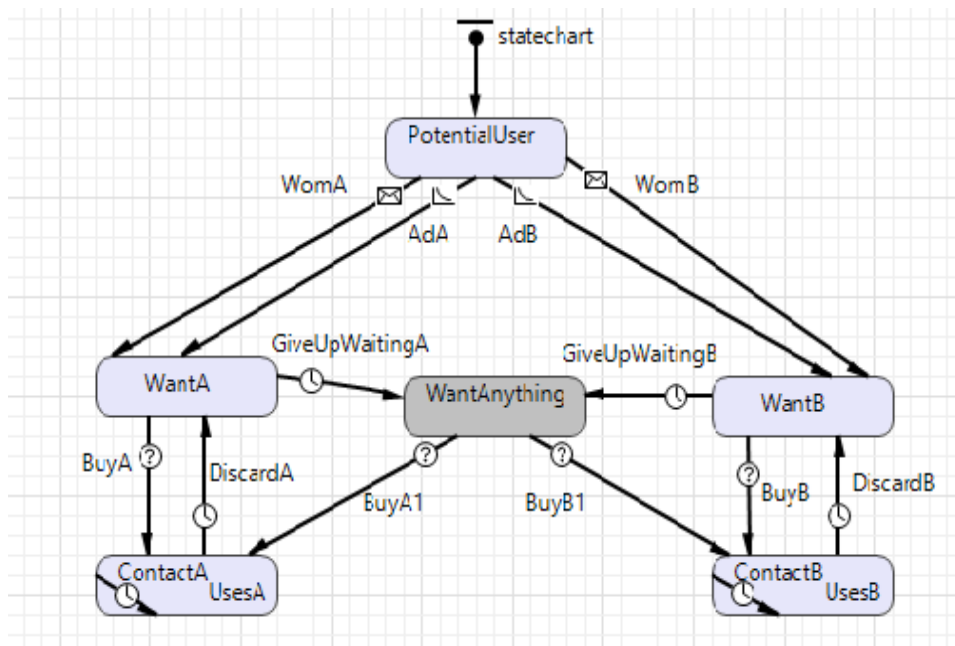 statechart
PotentialUser
WomA
WomB
AdA
AdB
GiveUpWaitingA
GiveUpWaitingB
WantA
WantAnything
WantB
BuyA
?
DiscardA
?
BuyA1
?
BuyB1
?
BuyB
DiscardB
ContactA
UsesA
ContactB
UsesB